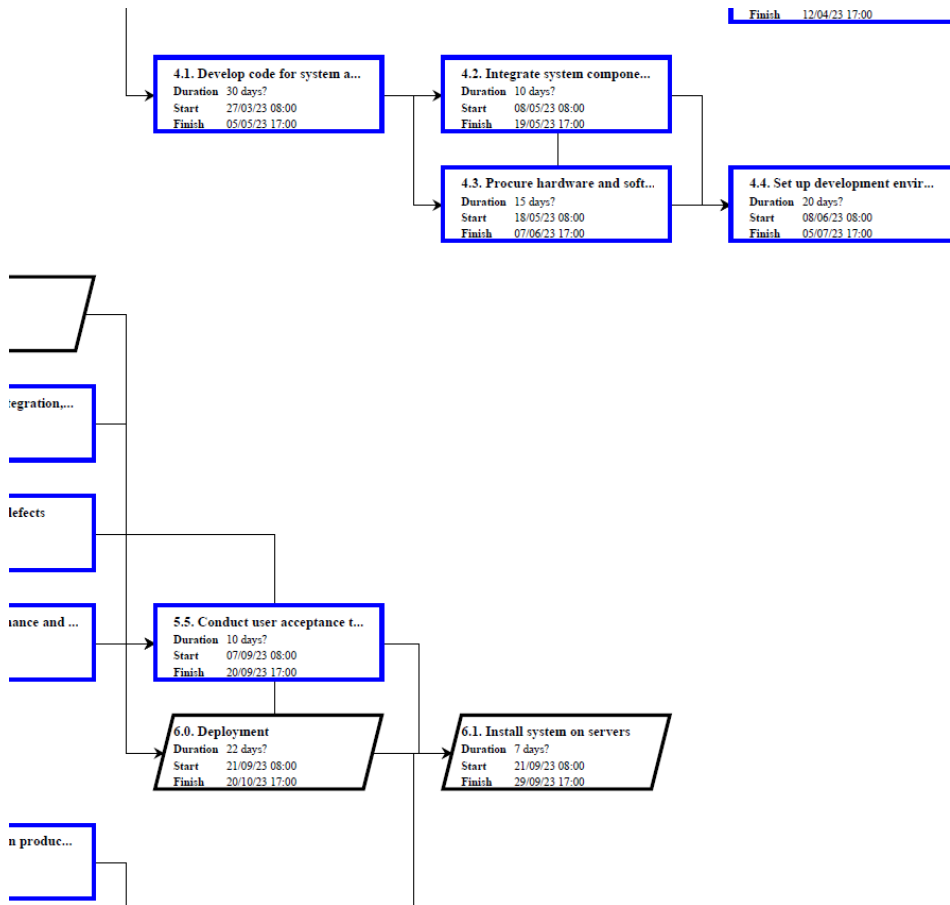 Finish 12/04/23 17:00
4.1. Develop code for system a...
Duration 30 days?
Start 27/03/23 08:00
Finish 05/05/23 17:00
4.2. Integrate system compone...
Duration 10 days?
Start 08/05/23 08:00
Finish 19/05/23 17:00
4.3. Procure hardware and soft...
Duration 15 days?
Start 18/05/23 08:00
Finish 07/06/23 17:00
4.4. Set up development envir...
Duration 20 days?
Start 08/06/23 08:00
Finish 05/07/23 17:00
tegration,...
defects
nance and ...
5.5. Conduct user acceptance t...
Duration 10 days?
Start 07/09/23 08:00
Finish 20/09/23 17:00
6.0. Deployment
Duration 22 days?
Start 21/09/23 08:00
Finish 20/10/23 17:00
6.1. Install system on servers
Duration 7 days?
Start 21/09/23 08:00
Finish 29/09/23 17:00
n produc...